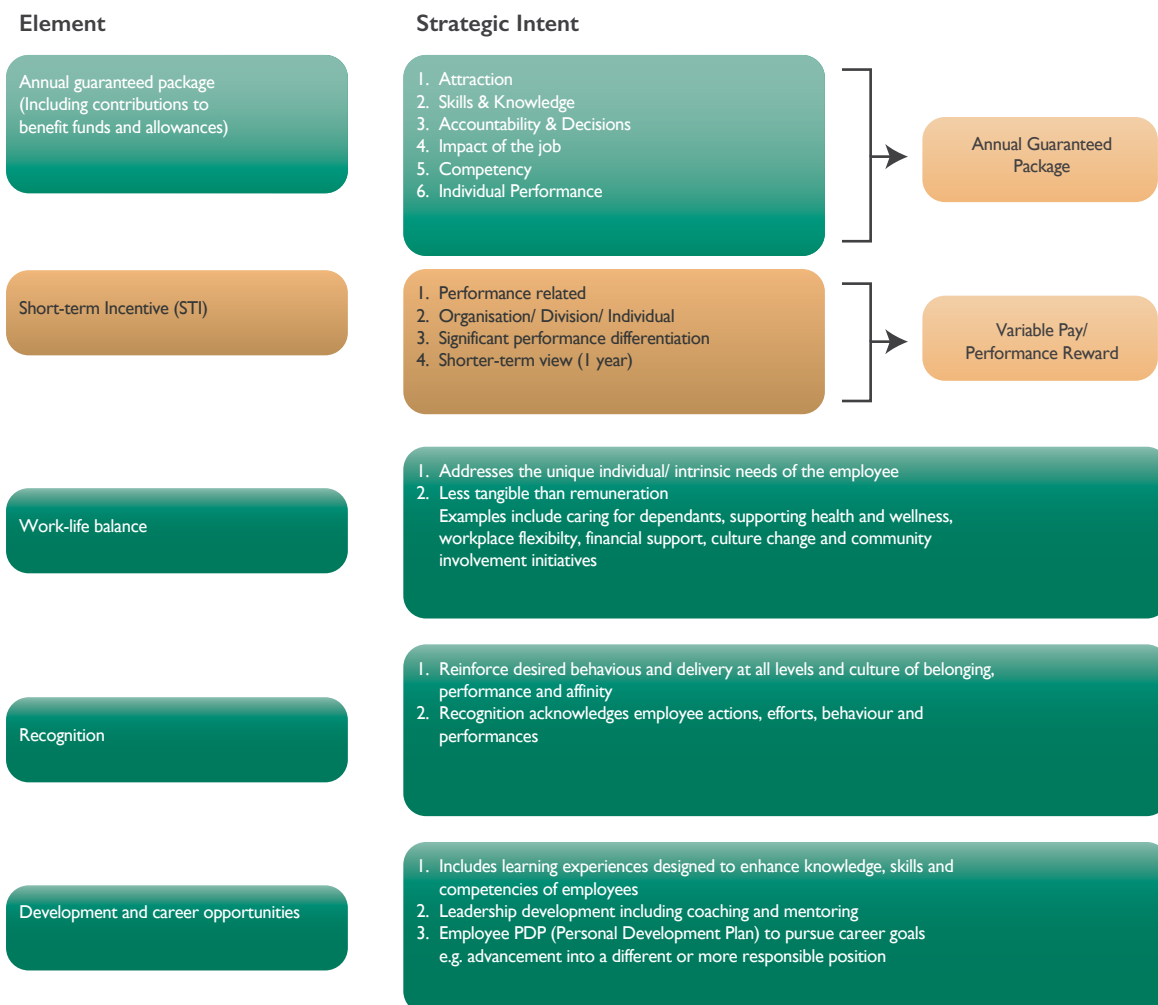 Element
Strategic Intent
Annual guaranteed package
(Including contributions to
benefit funds and allowances)
1. Attraction
2. Skills & Knowledge
3. Accountability & Decisions
4. Impact of the job
5. Competency
6. Individual Performance
Annual Guaranteed
Package
Short-term Incentive (STI)
1. Performance related
2. Organisation/ Division/ Individual
3. Significant performance differentiation
4. Shorter-term view (1 year)
Variable Pay/
Performance Reward
Work-life balance
1. Addresses the unique individual/ intrinsic needs of the employee
2. Less tangible than remuneration
Examples include caring for dependants, supporting health and wellness,
workplace flexibilty, financial support, culture change and community
involvement initiatives
Recognition
1. Reinforce desired behavious and delivery at all levels and culture of belonging,
performance and affinity
2. Recognition acknowledges employee actions, efforts, behaviour and
performances
Development and career opportunities
1. Includes learning experiences designed to enhance knowledge, skills and
competencies of employees
2. Leadership development including coaching and mentoring
3. Employee PDP (Personal Development Plan) to pursue career goals
e.g. advancement into a different or more responsible position